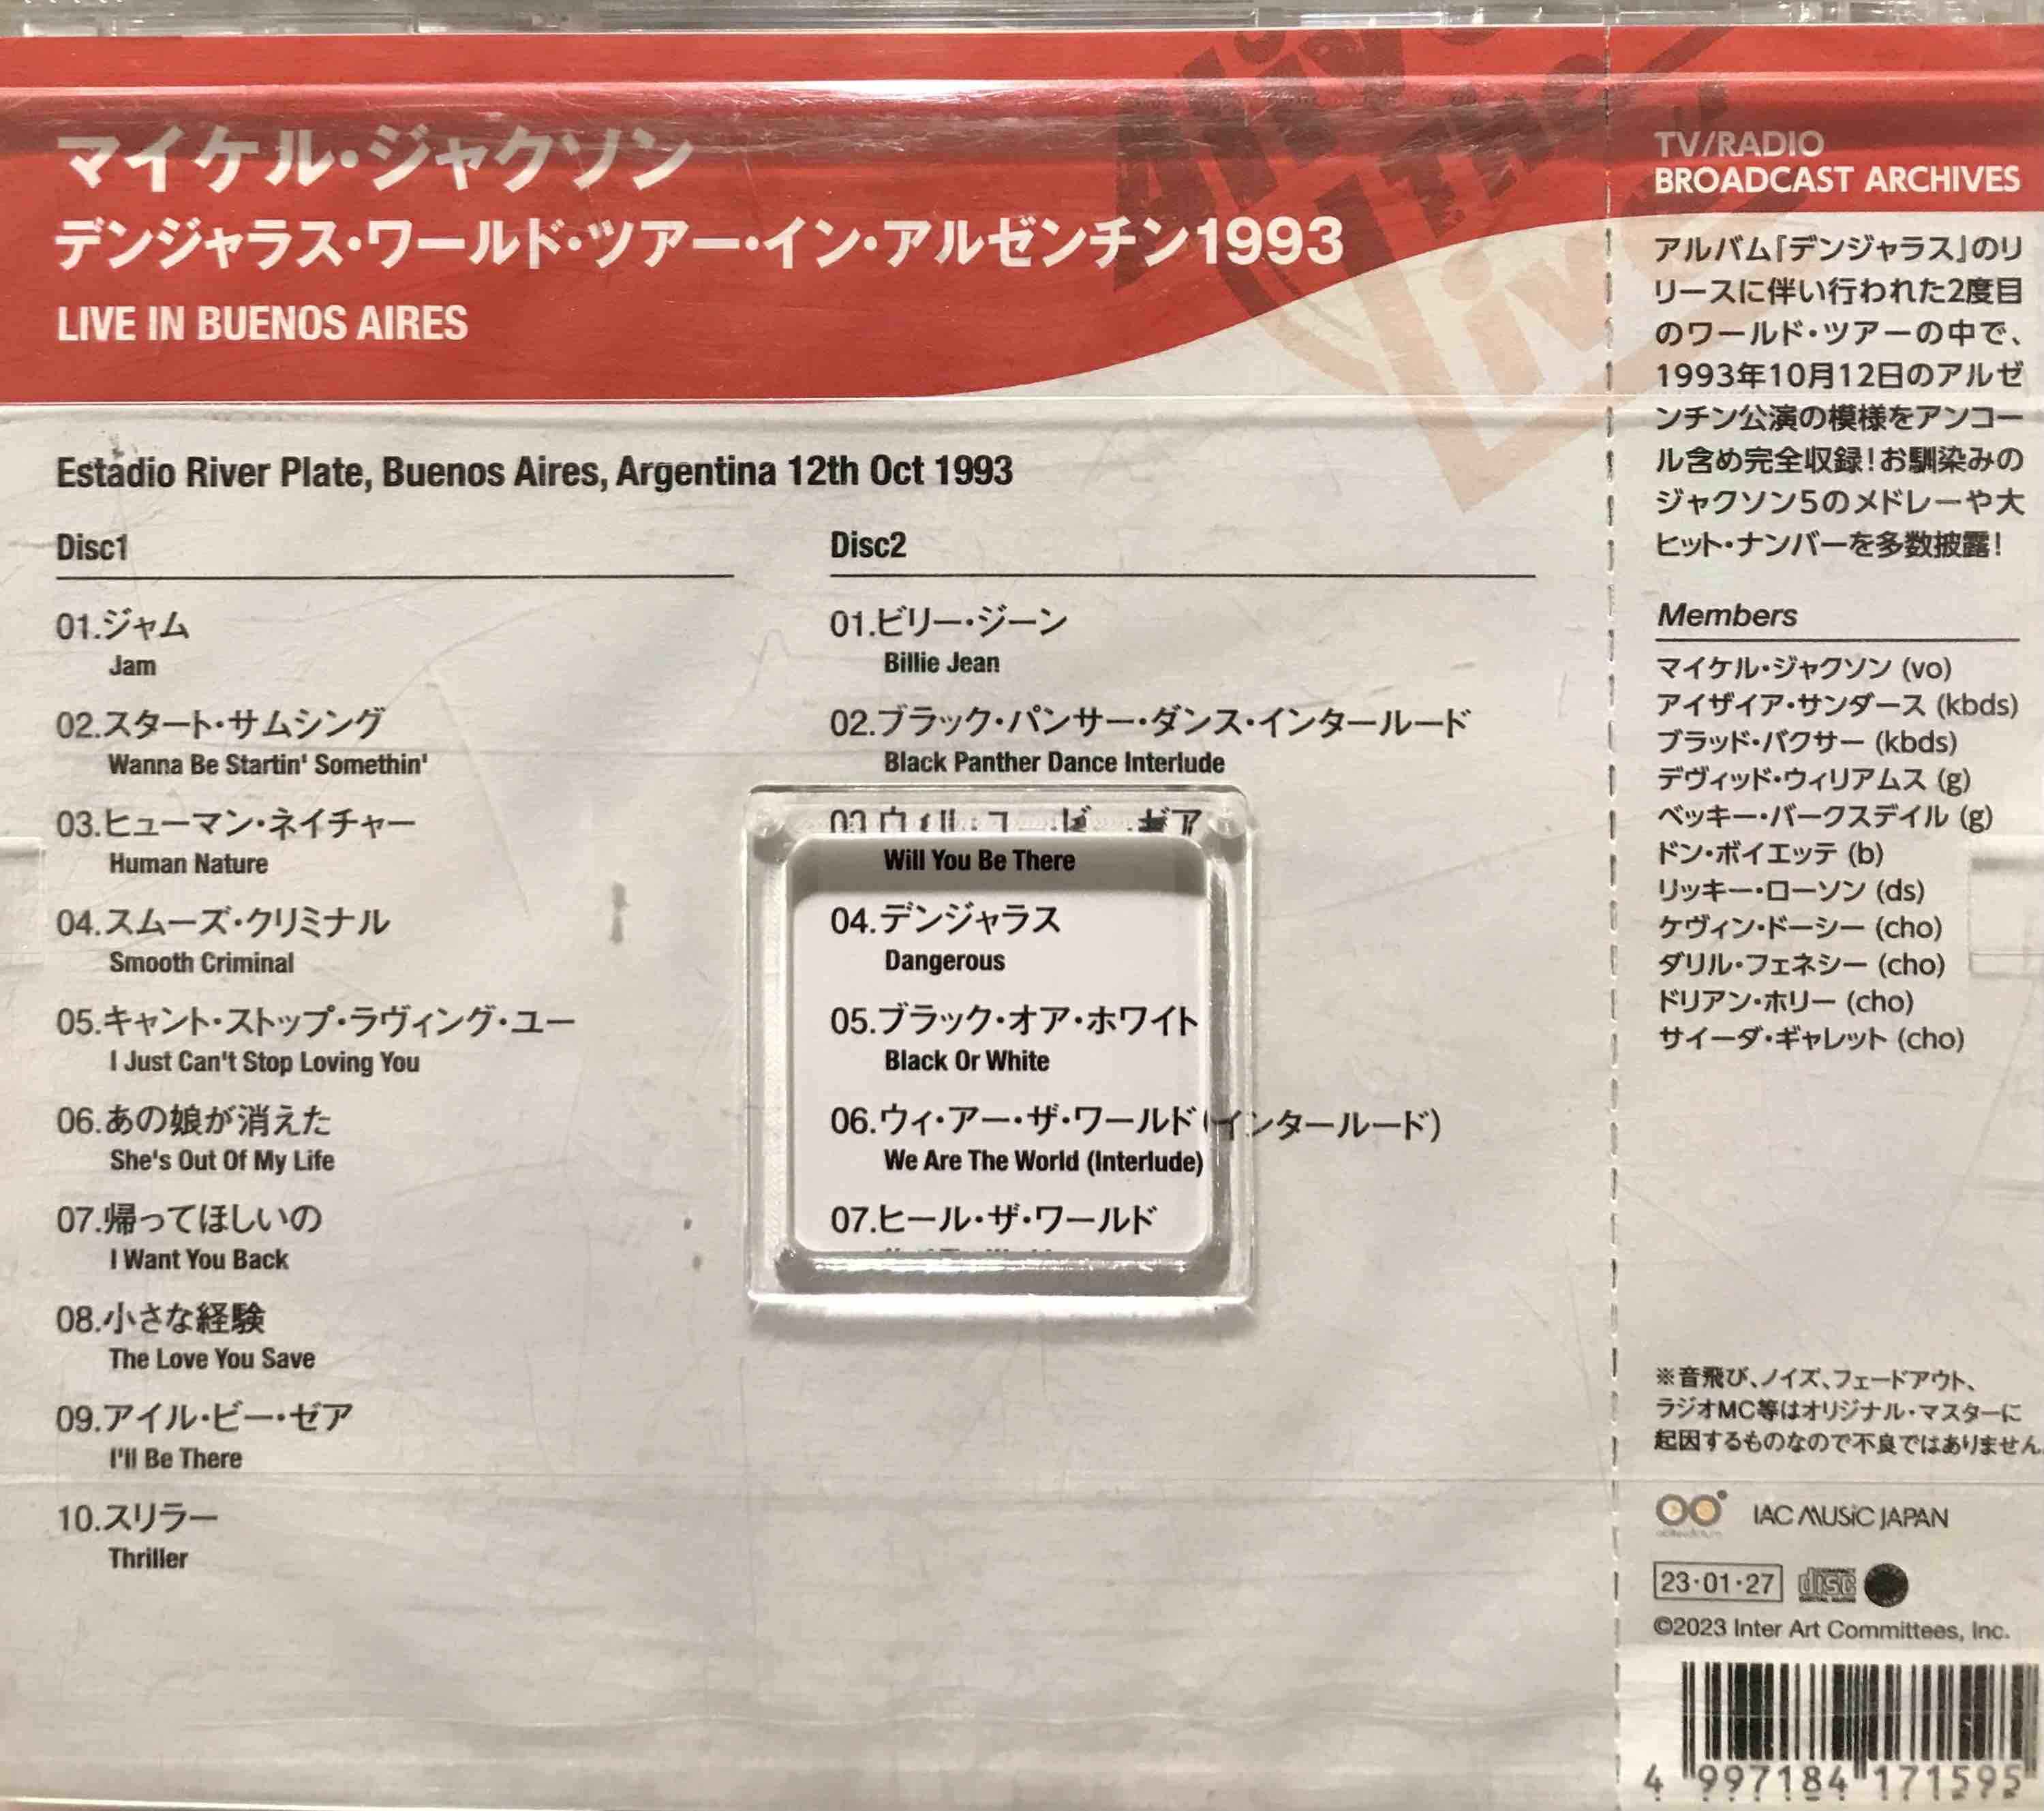 マイケル・ジャクソン
デンジャラス・ワールド・ツアー・イン・アルゼンチン1993
LIVE IN BUENOS AIRES
Estádio River Plate, Buenos Aires, Argentina 12th Oct 1993
Disc1
01.ジャム
Jam
02.スタート・サムシング
Wanna Be Startin' Somethin'
03.ヒューマン・ネイチャー
Human Nature
04.スムーズ・クリミナル
Smooth Criminal
05.キャント・ストップ・ラヴィング・ユー
I Just Can't Stop Loving You
06.あの娘が消えた
She's Out Of My Life
07.帰ってほしいの
I Want You Back
08.小さな経験
The Love You Save
09.アイル・ビー・ゼア
I'll Be There
10.スリラー
Thriller
Disc2
01.ビリー・ジーン
Billie Jean
02.ブラック・パンサー・ダンス・インタールード
Black Panther Dance Interlude
Will You Be There
04.デンジャラス
Dangerous
05.ブラック・オア・ホワイト
Black Or White
06.ウィ・アー・ザ・ワールド(インタールード)
We Are The World (Interlude)
07.ヒール・ザ・ワールド
TV/RADIO
BROADCAST ARCHIVES
アルバム「デンジャラス」のリ
リースに伴い行われた2度目
のワールド・ツアーの中で、
1993年10月12日のアルゼ
ンチン公演の模様をアンコー
ル含め完全収録!お馴染みの
ジャクソン5のメドレーや大
ヒット・ナンバーを多数披露!
Members
マイケル・ジャクソン (vo)
アイザイア・サンダース (kbds)
ブラッド・バクサー (kbds)
デヴィッド・ウィリアムス (g)
ベッキー・バークスデイル (g)
ドン・ボイエッテ (b)
リッキー・ローソン (ds)
ケヴィン・ドーシー (cho)
ダリル・フェネシー (cho)
ドリアン・ホリー (cho)
サイーダ・ギャレット (cho)
※音飛び、ノイズ、フェードアウト、
ラジオMC等はオリジナル・マスターに
起因するものなので不良ではありません
IAC MUSiC JAPAN
23・01・27
disc
©2023 Inter Art Committees, Inc.
4 997184 171595